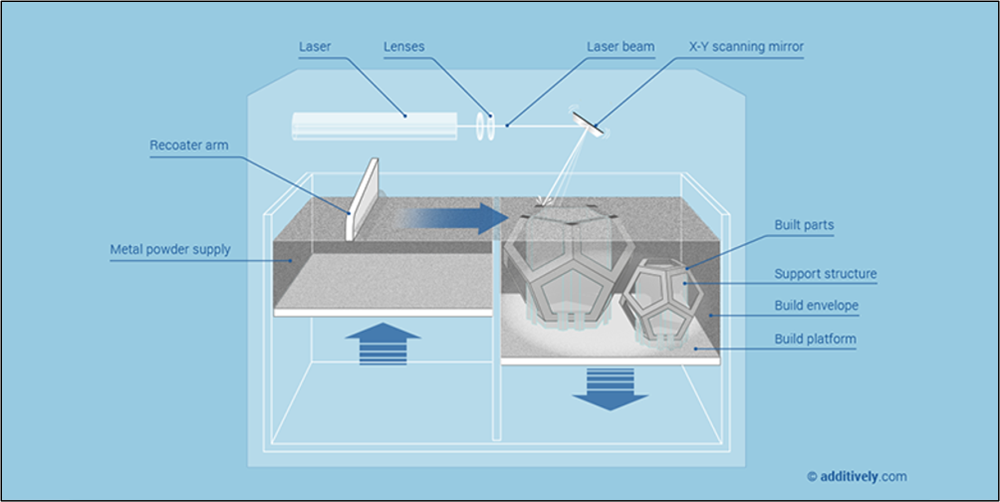 Laser
Lenses
Laser beam
X-Y scanning mirror
Recoater arm
Metal powder supply
Built parts
Support structure
Build envelope
Build platform
© additively.com